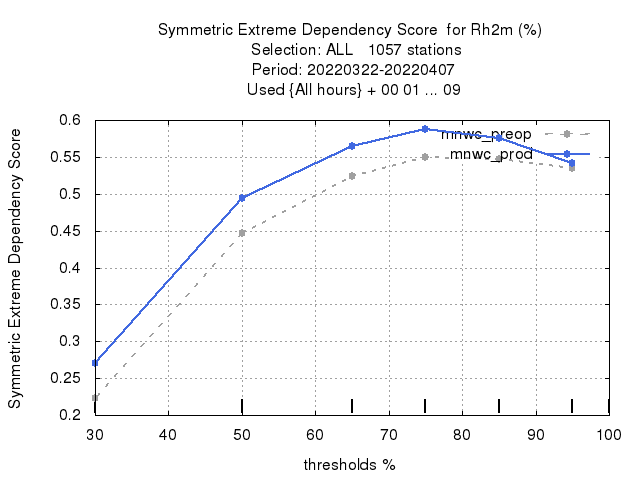 Symmetric Extreme Dependency Score  for Rh2m (%)
Selection: ALL   1057 stations
Period: 20220322-20220407
Used {All hours} + 00 01 ... 09
Symmetric Extreme Dependency Score
0.6
0.55
0.5
0.45
0.4
0.35
0.3
0.25
0.2
mnwc_preop
mnwc_prod
30 40 50 60 70 80 90 100
thresholds %